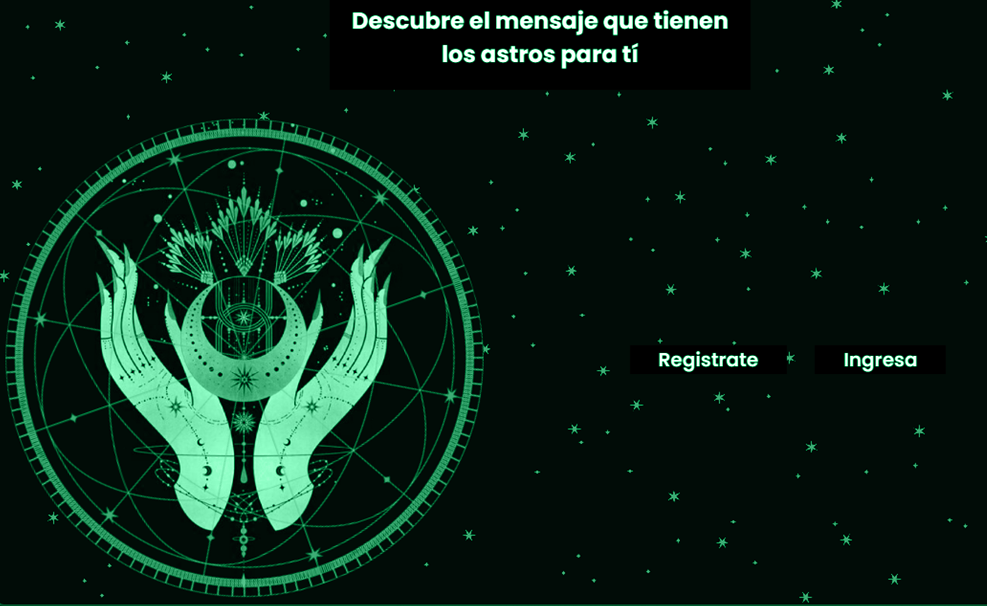 Descubre el mensaje que tienen
los astros para tí
Registrate
Ingresa